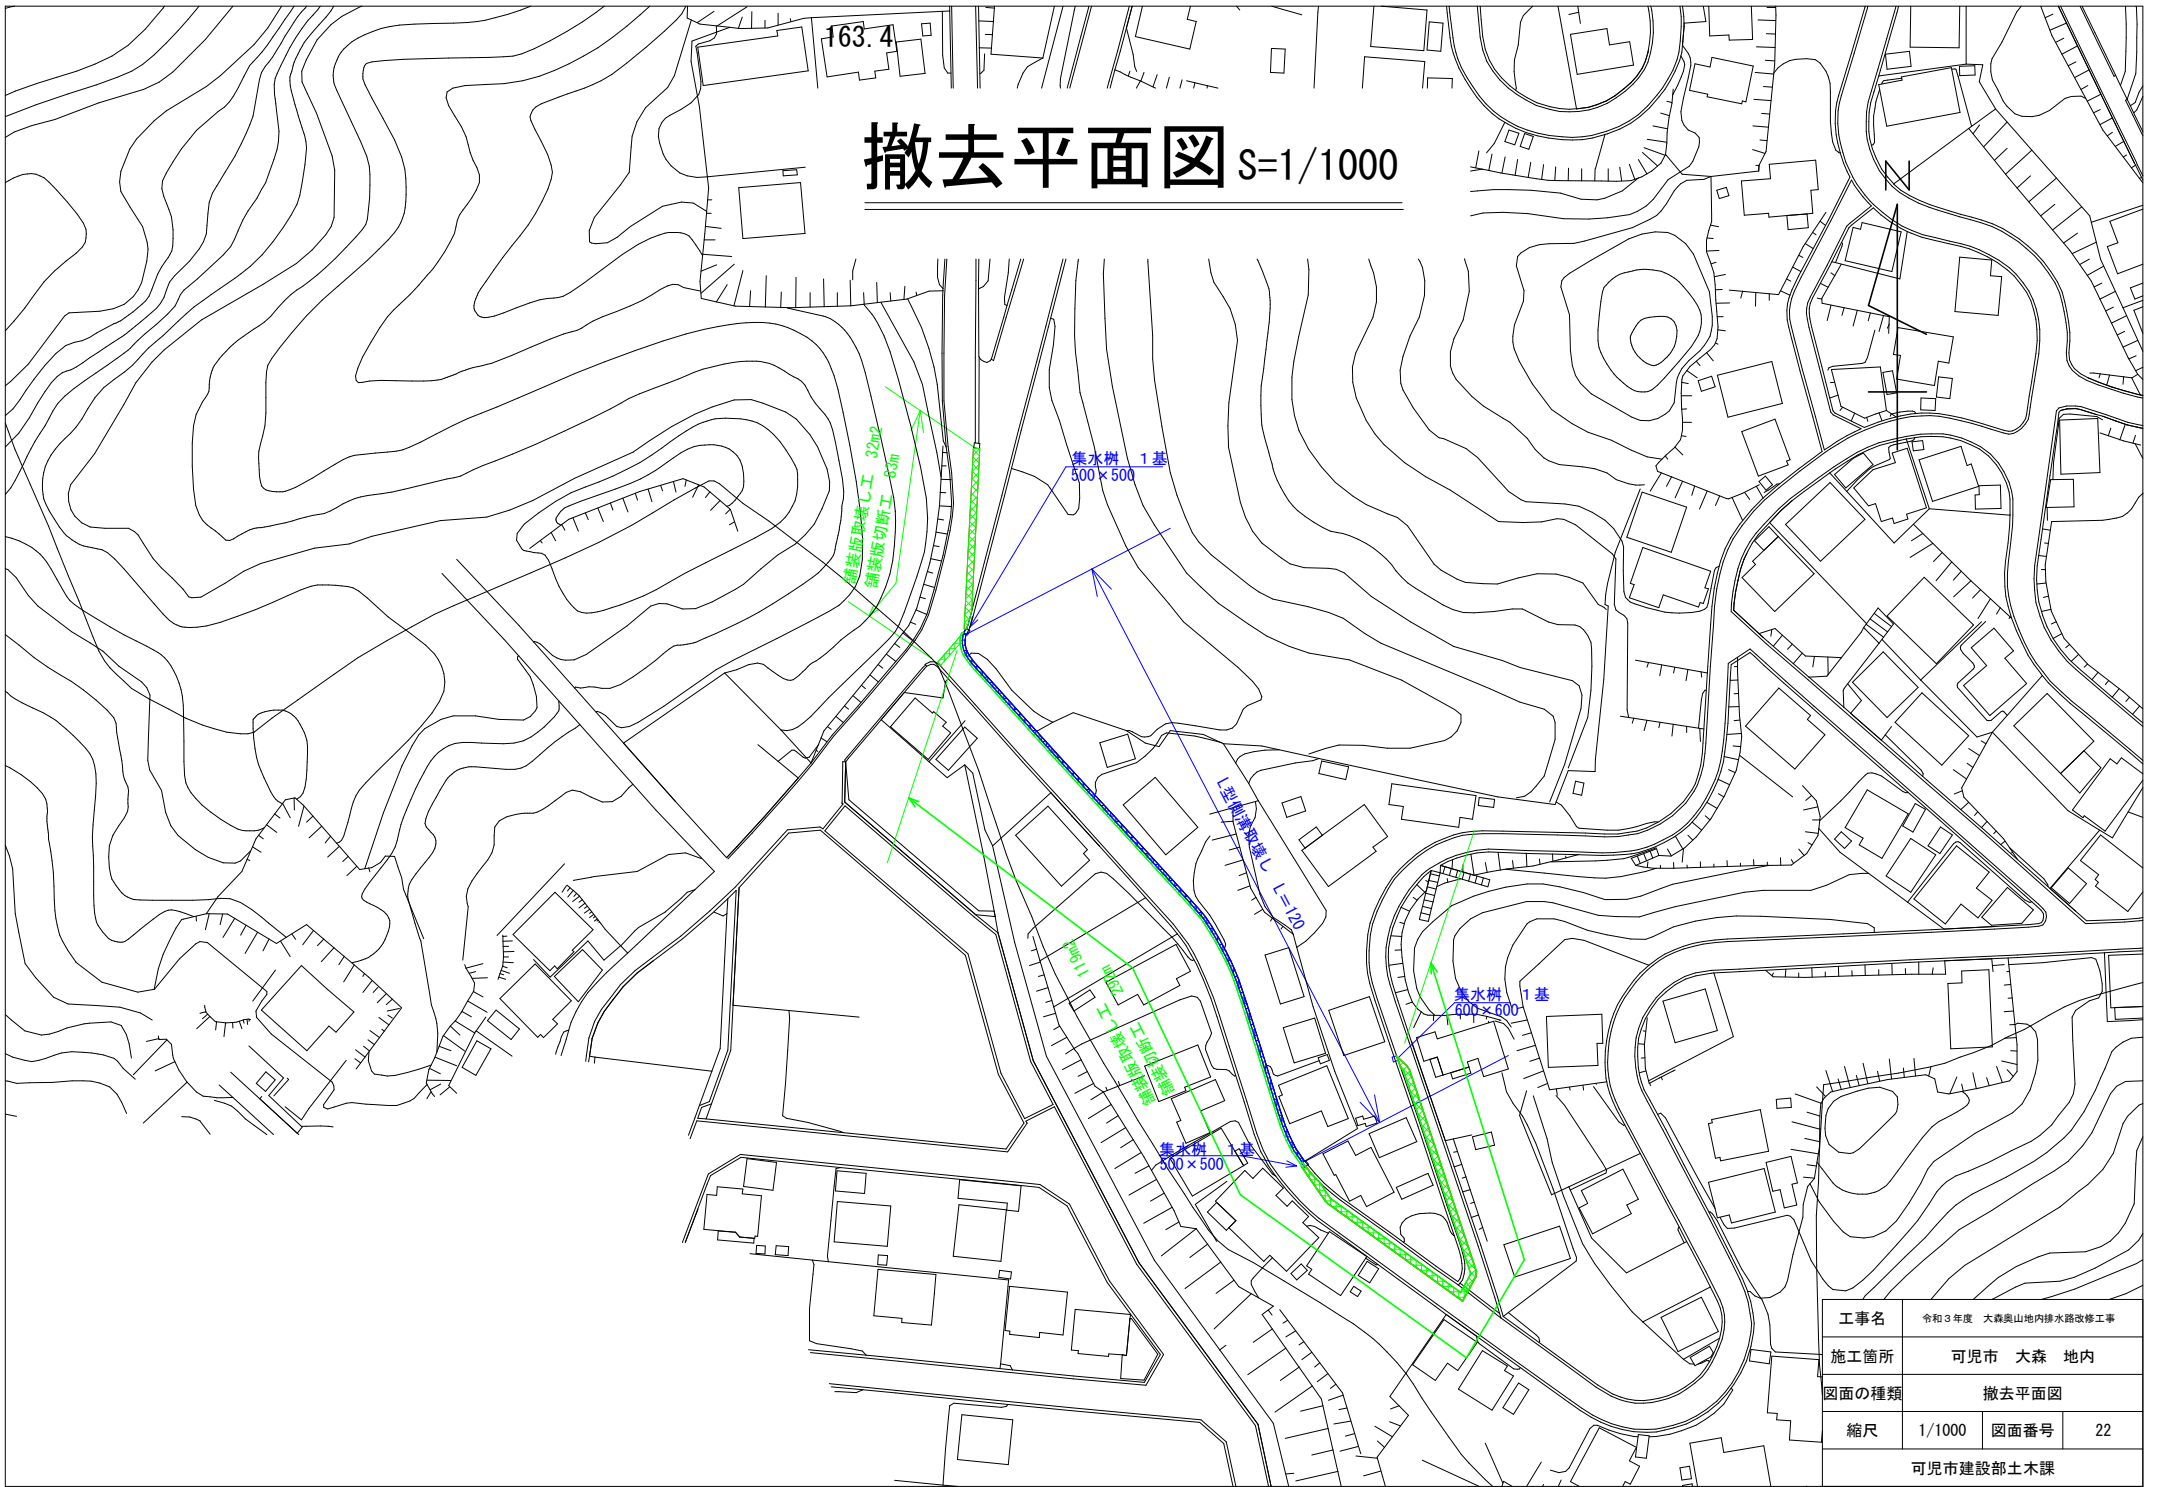 163.4
撤去平面図 S=1/1000
N
舗装版取壊し工 32m2
舗装版切断工 83m
集水桝 1基
500×500
L型側溝取壊し L=120
舗装版取壊し工 119m2
舗装切断工
集水桝 1基
600×600
集水桝 1基
500×500
工事名 令和3年度 大森奥山地内排水路改修工事
施工箇所 可児市 大森 地内
図面の種類 撤去平面図
縮尺 1/1000 図面番号 22
可児市建設部土木課